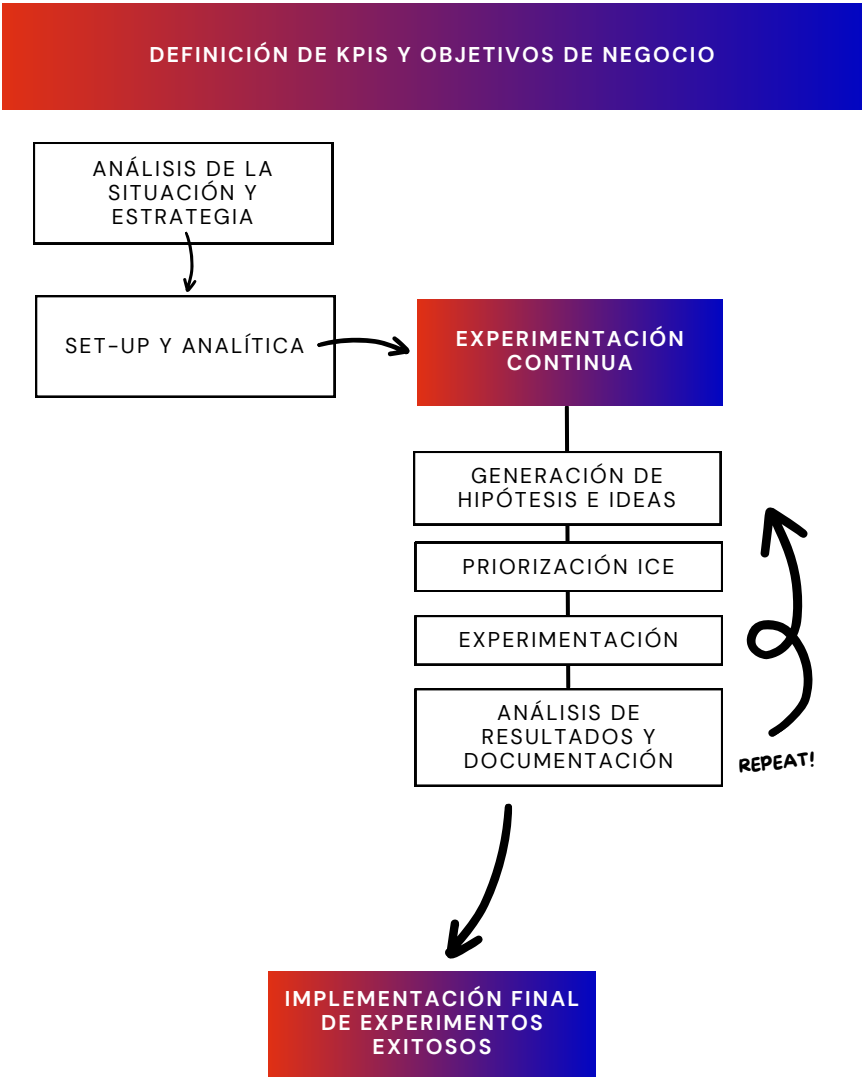 DEFINICIÓN DE KPIS Y OBJETIVOS DE NEGOCIO
ANÁLISIS DE LA
SITUACIÓN Y
ESTRATEGIA
SET-UP Y ANALÍTICA
EXPERIMENTACIÓN
CONTINUA
GENERACIÓN DE
HIPÓTESIS E IDEAS
PRIORIZACIÓN ICE
EXPERIMENTACIÓN
ANÁLISIS DE
RESULTADOS Y
DOCUMENTACIÓN
REPEAT!
IMPLEMENTACIÓN FINAL
DE EXPERIMENTOS
EXITOSOS